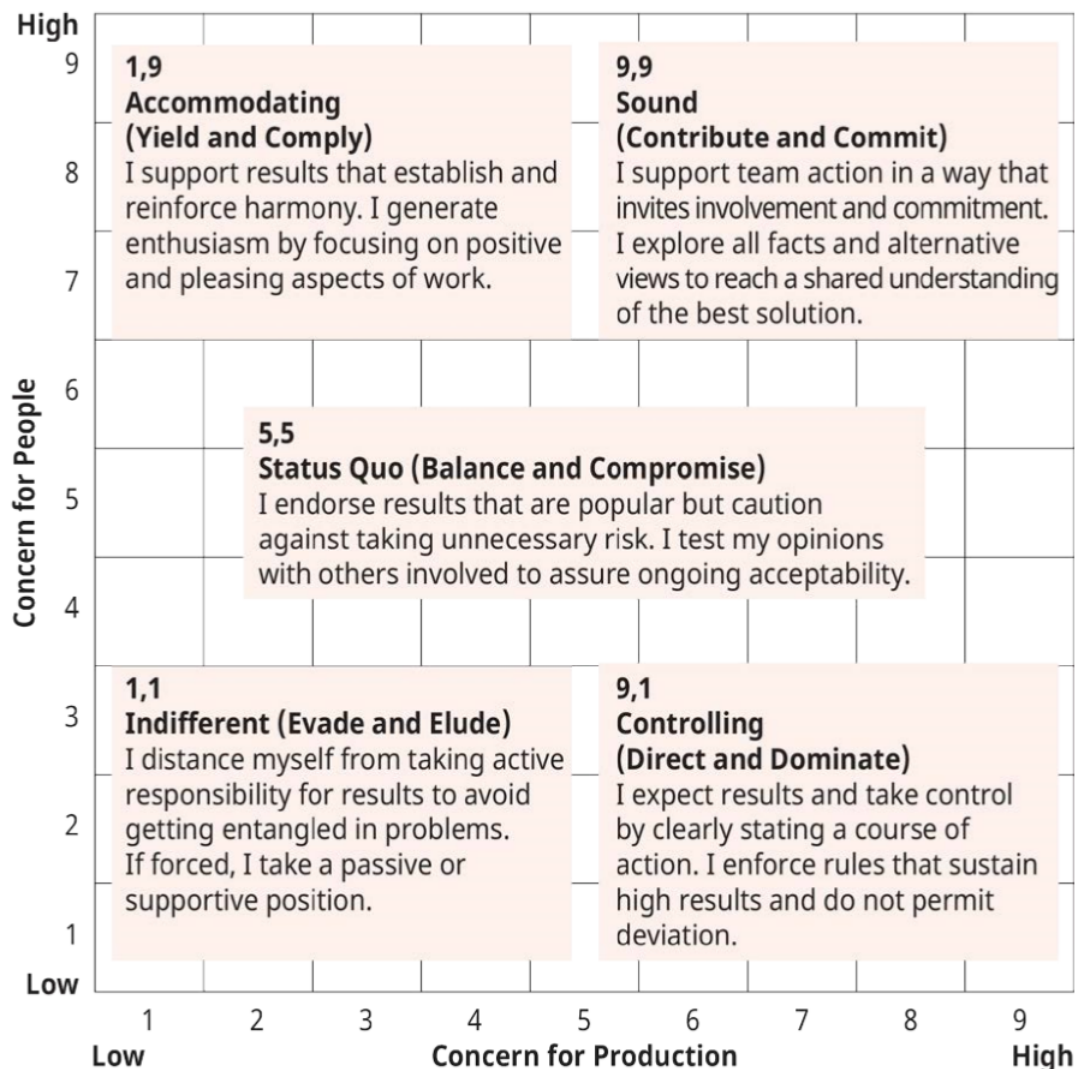 High
9
8
7
6
5
4
3
2
1
Low
Concern for People
1,9
Accommodating
(Yield and Comply)
I support results that establish and
reinforce harmony. I generate
enthusiasm by focusing on positive
and pleasing aspects of work.
9,9
Sound
(Contribute and Commit)
I support team action in a way that
invites involvement and commitment.
I explore all facts and alternative
views to reach a shared understanding
of the best solution.
5,5
Status Quo (Balance and Compromise)
I endorse results that are popular but caution
against taking unnecessary risk. I test my opinions
with others involved to assure ongoing acceptability.
1,1
Indifferent (Evade and Elude)
I distance myself from taking active
responsibility for results to avoid
getting entangled in problems.
If forced, I take a passive or
supportive position.
9,1
Controlling
(Direct and Dominate)
I expect results and take control
by clearly stating a course of
action. I enforce rules that sustain
high results and do not permit
deviation.
1 2 3 4 5 6 7 8 9
Low Concern for Production High